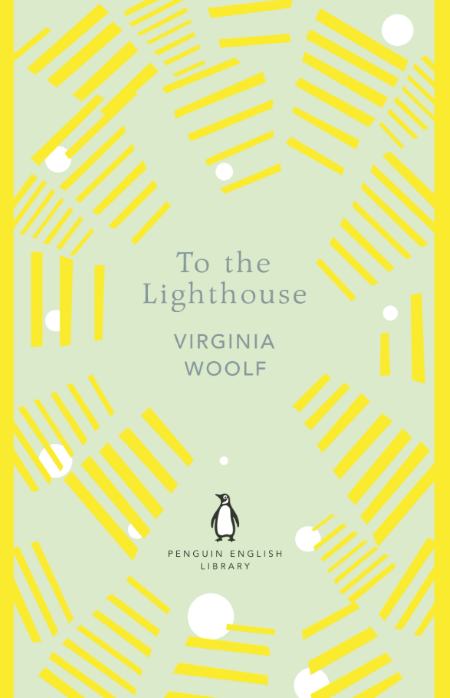 To the
Lighthouse
VIRGINIA
WOOLF
PENGUIN ENGLISH
LIBRARY